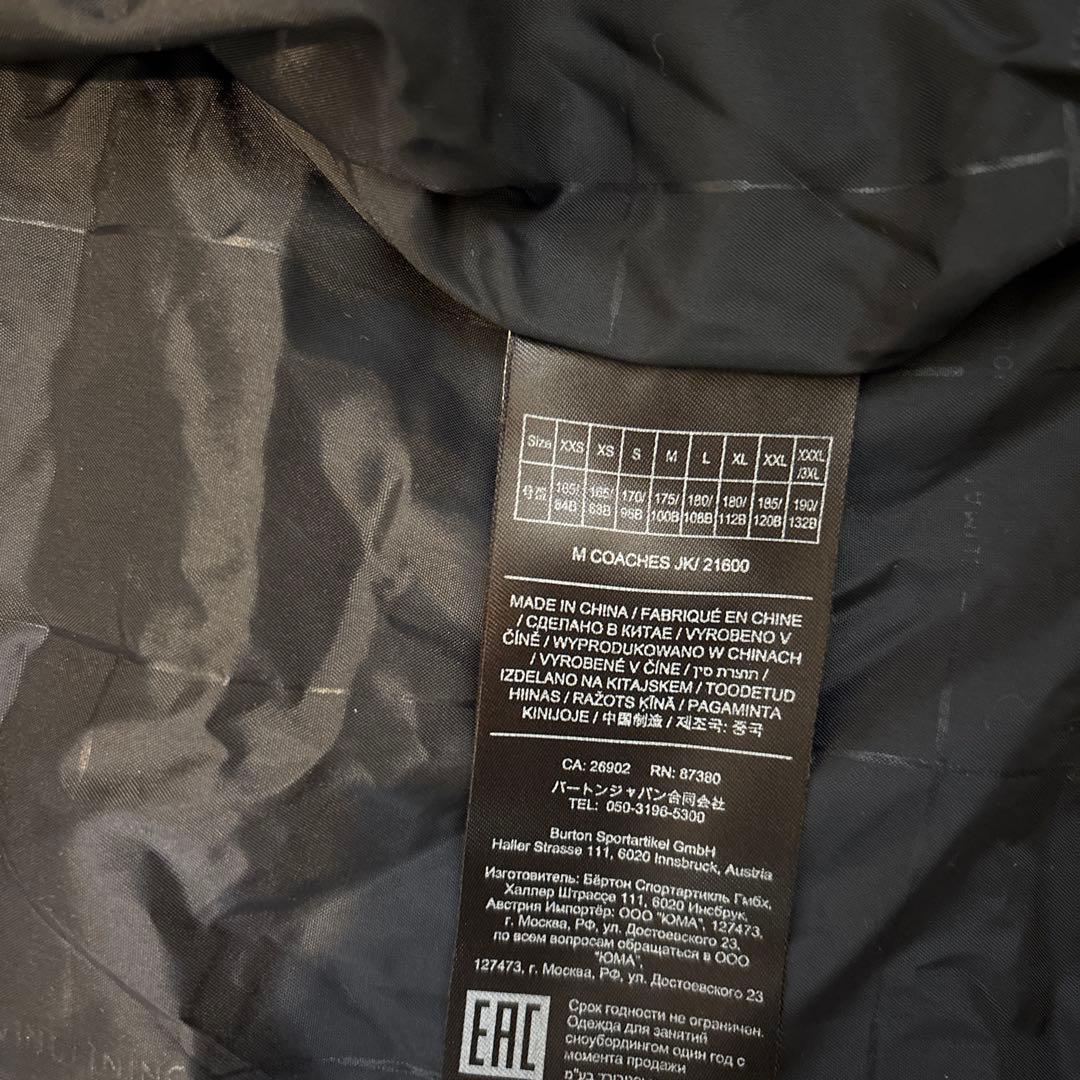 Size XXS XS S M L XL XXL XXXL /3XL
号型 165/ 84B 165/ 88B 170/ 96B 175/ 100B 180/ 108B 180/ 112B 185/ 120B 190/ 132B
M COACHES JK/ 21600
MADE IN CHINA / FABRIQUÉ EN CHINE
/ СДЕЛАНО В КИТАЕ / VYROBENO V
ČÍNĚ / WYPRODUKOWANO W CHINACH
/ VYROBENÉ V ČÍNE / תוצרת סין /
IZDELANO NA KITAJSKEM / TOODETUD
HIINAS / RAŽOTS ĶĪNĀ / PAGAMINTA
KINIJOJE / 中国制造 / 제조국: 중국
CA: 26902 RN: 87380
バートンジャパン合同会社
TEL: 050-3196-5300
Burton Sportartikel GmbH
Haller Strasse 111, 6020 Innsbruck, Austria
Изготовитель: Бёртон Спортартикль Гмбх,
Халлер Штрассе 111, 6020 Инсбрук,
Австрия Импортёр: ООО "ЮМА", 127473,
г. Москва, РФ, ул. Достоевского 23,
по всем вопросам обращаться в ООО
"ЮМА",
127473, г. Москва, РФ, ул. Достоевского 23
EAC
Срок годности не ограничен.
Одежда для занятий
сноубордингом один год с
момента продажи